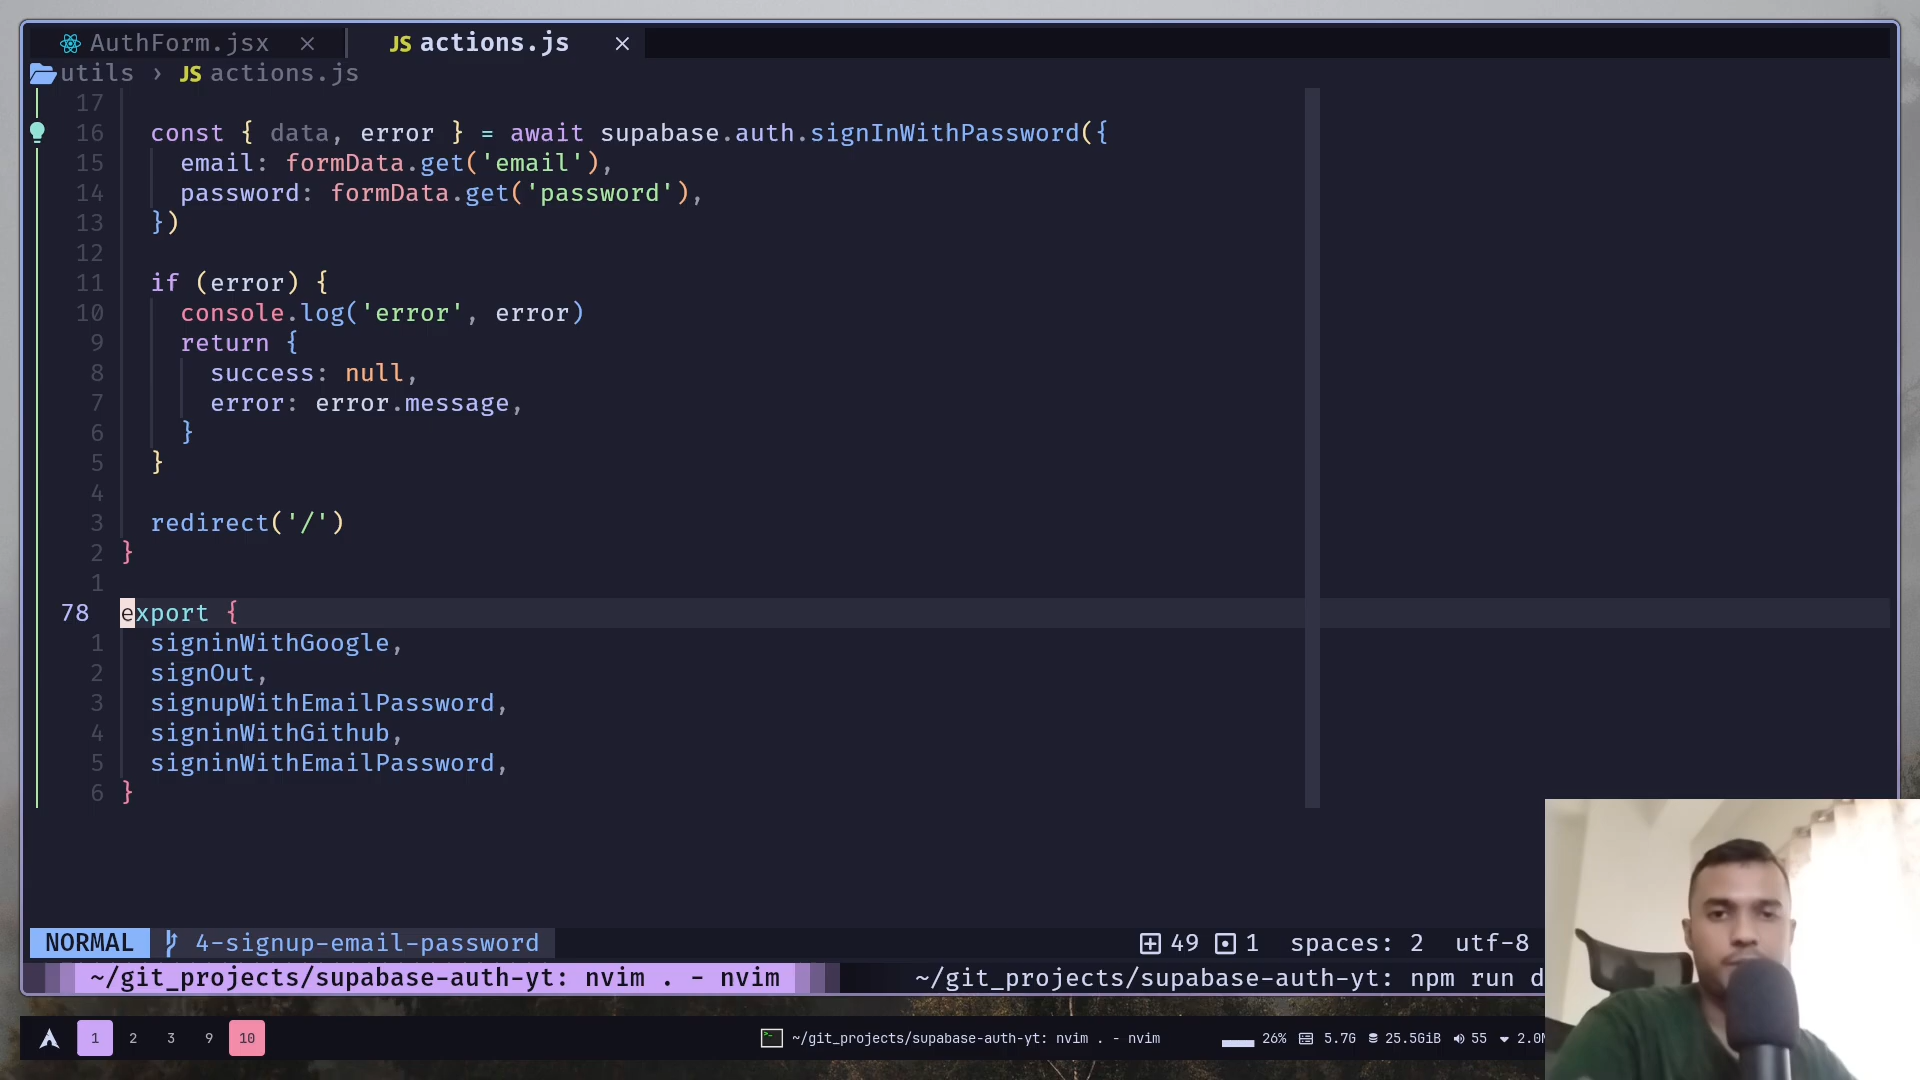 AuthForm.jsx ×
JS actions.js ×
utils › JS actions.js
17
16 const { data, error } = await supabase.auth.signInWithPassword({
15 email: formData.get('email'),
14 password: formData.get('password'),
13 })
12
11 if (error) {
10 console.log('error', error)
9 return {
8 success: null,
7 error: error.message,
6 }
5 }
4
3 redirect('/')
2 }
1
78 export {
1 signinWithGoogle,
2 signOut,
3 signupWithEmailPassword,
4 signinWithGithub,
5 signinWithEmailPassword,
6 }
NORMAL 4-signup-email-password 49 1 spaces: 2 utf-8
~/git_projects/supabase-auth-yt: nvim . - nvim ~/git_projects/supabase-auth-yt: npm run d
1 2 3 9 10 ~/git_projects/supabase-auth-yt: nvim . - nvim 26% 5.7G 25.5GiB 55